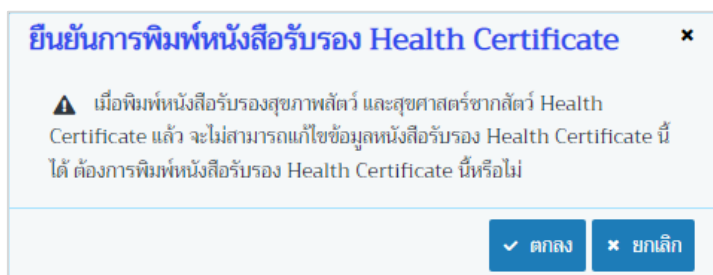 ยืนยันการพิมพ์หนังสือรับรอง Health Certificate
เมื่อพิมพ์หนังสือรับรองสุขภาพสัตว์ และสุขศาสตร์ซากสัตว์ Health
Certificate แล้ว จะไม่สามารถแก้ไขข้อมูลหนังสือรับรอง Health Certificate นี้
ได้ ต้องการพิมพ์หนังสือรับรอง Health Certificate นี้หรือไม่
ตกลง ยกเลิก